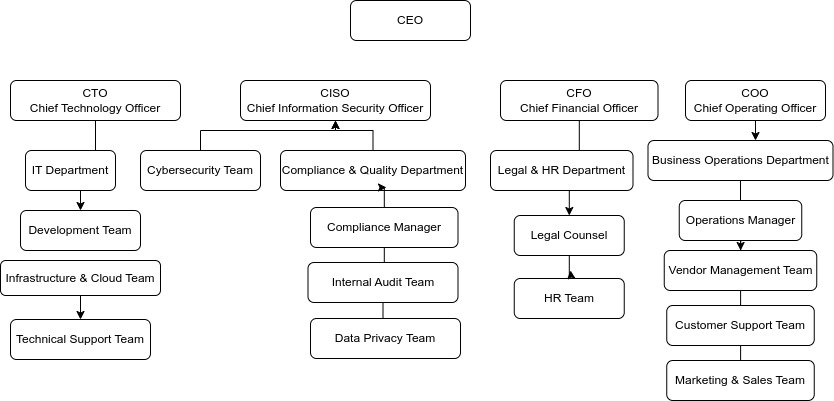 CEO
CTO
Chief Technology Officer
CISO
Chief Information Security Officer
CFO
Chief Financial Officer
COO
Chief Operating Officer
IT Department
Cybersecurity Team
Compliance & Quality Department
Legal & HR Department
Business Operations Department
Development Team
Compliance Manager
Legal Counsel
Operations Manager
Infrastructure & Cloud Team
Internal Audit Team
HR Team
Vendor Management Team
Technical Support Team
Data Privacy Team
Customer Support Team
Marketing & Sales Team